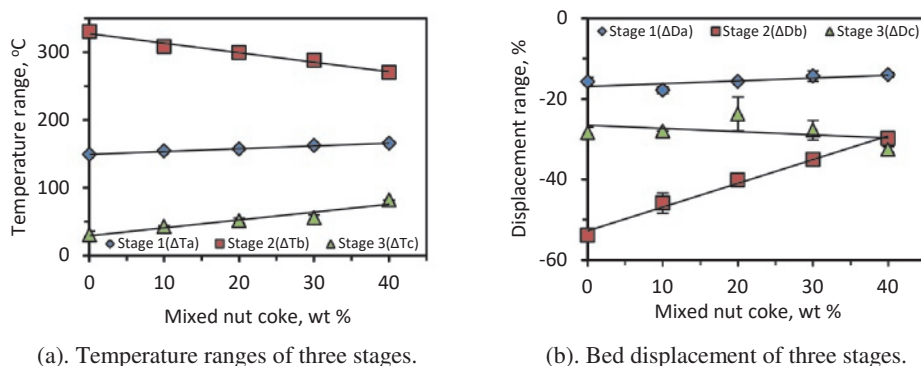 Temperature range, °C
300
200
100
0
Stage 1(ΔTa) Stage 2(ΔTb) Stage 3(ΔTc)
0 10 20 30 40
Mixed nut coke, wt %
(a). Temperature ranges of three stages.
Displacement range, %
0
-20
-40
-60
Stage 1(ΔDa) Stage 2(ΔDb) Stage 3(ΔDc)
0 10 20 30 40
Mixed nut coke, wt %
(b). Bed displacement of three stages.